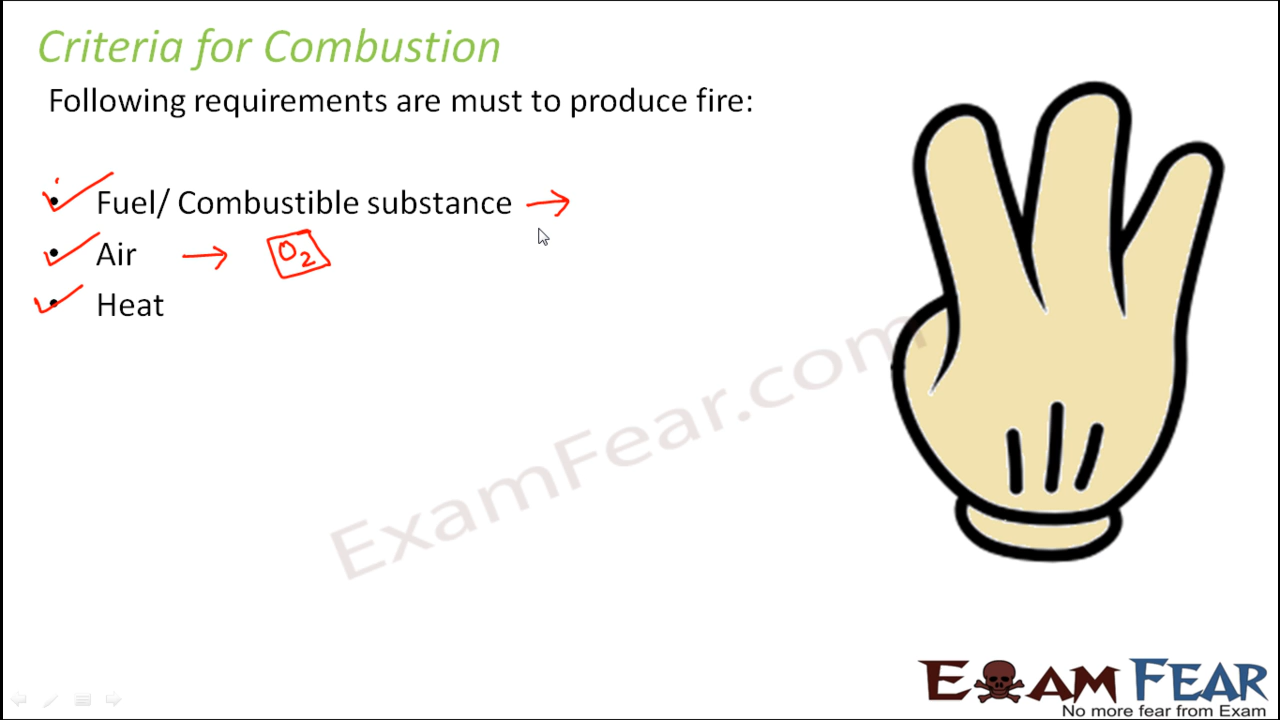 Criteria for Combustion
Following requirements are must to produce fire:
• Fuel/ Combustible substance →
• Air → O2
• Heat
ExamFear.com
EXAM FEAR
No more fear from Exam